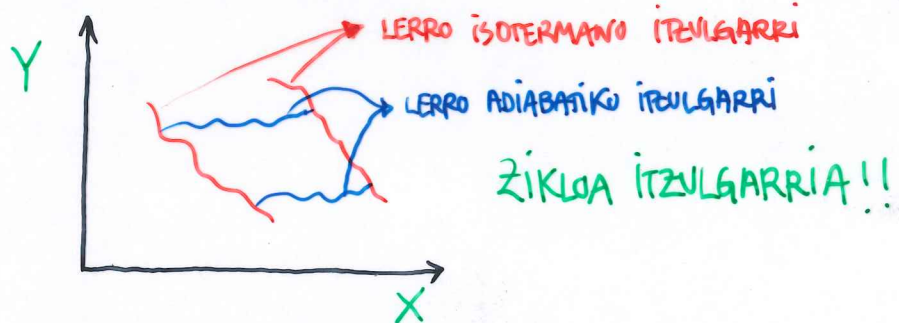 LERRO ISOTERMANO ITZULGARRI
Y
LERRO ADIABATIKO ITZULGARRI
ZIKLOA ITZULGARRIA!!
X